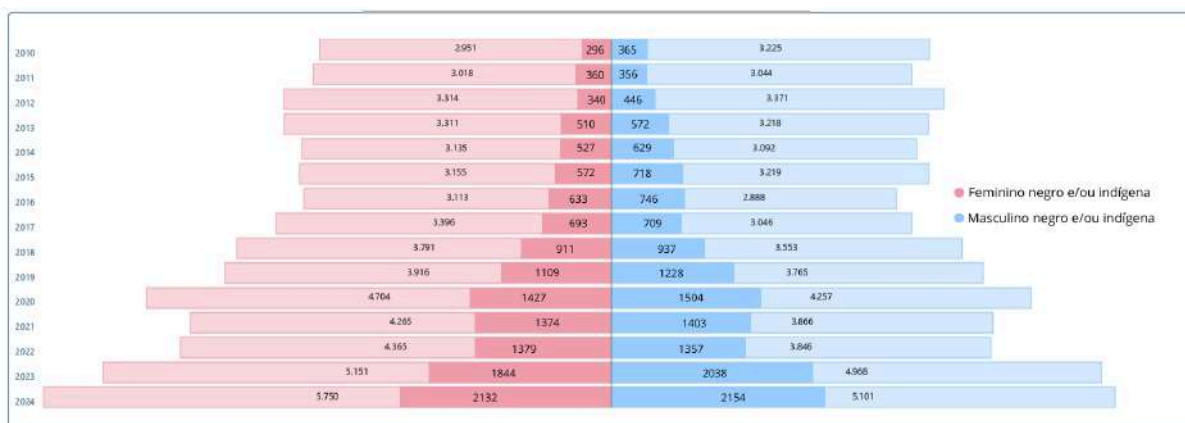 2010 2.951 296 365 3.225
2011 3.018 360 356 3.044
2012 3.314 340 446 3.371
2013 3.311 510 572 3.218
2014 3.135 527 629 3.092
2015 3.155 572 718 3.219
2016 3.113 633 746 2.888
2017 3.396 693 709 3.046
2018 3.791 911 937 3.553
2019 3.916 1109 1228 3.765
2020 4.704 1427 1504 4.257
2021 4.265 1374 1403 3.866
2022 4.365 1379 1357 3.846
2023 5.151 1844 2038 4.968
2024 5.750 2132 2154 5.101
Feminino negro e/ou indígena
Masculino negro e/ou indígena